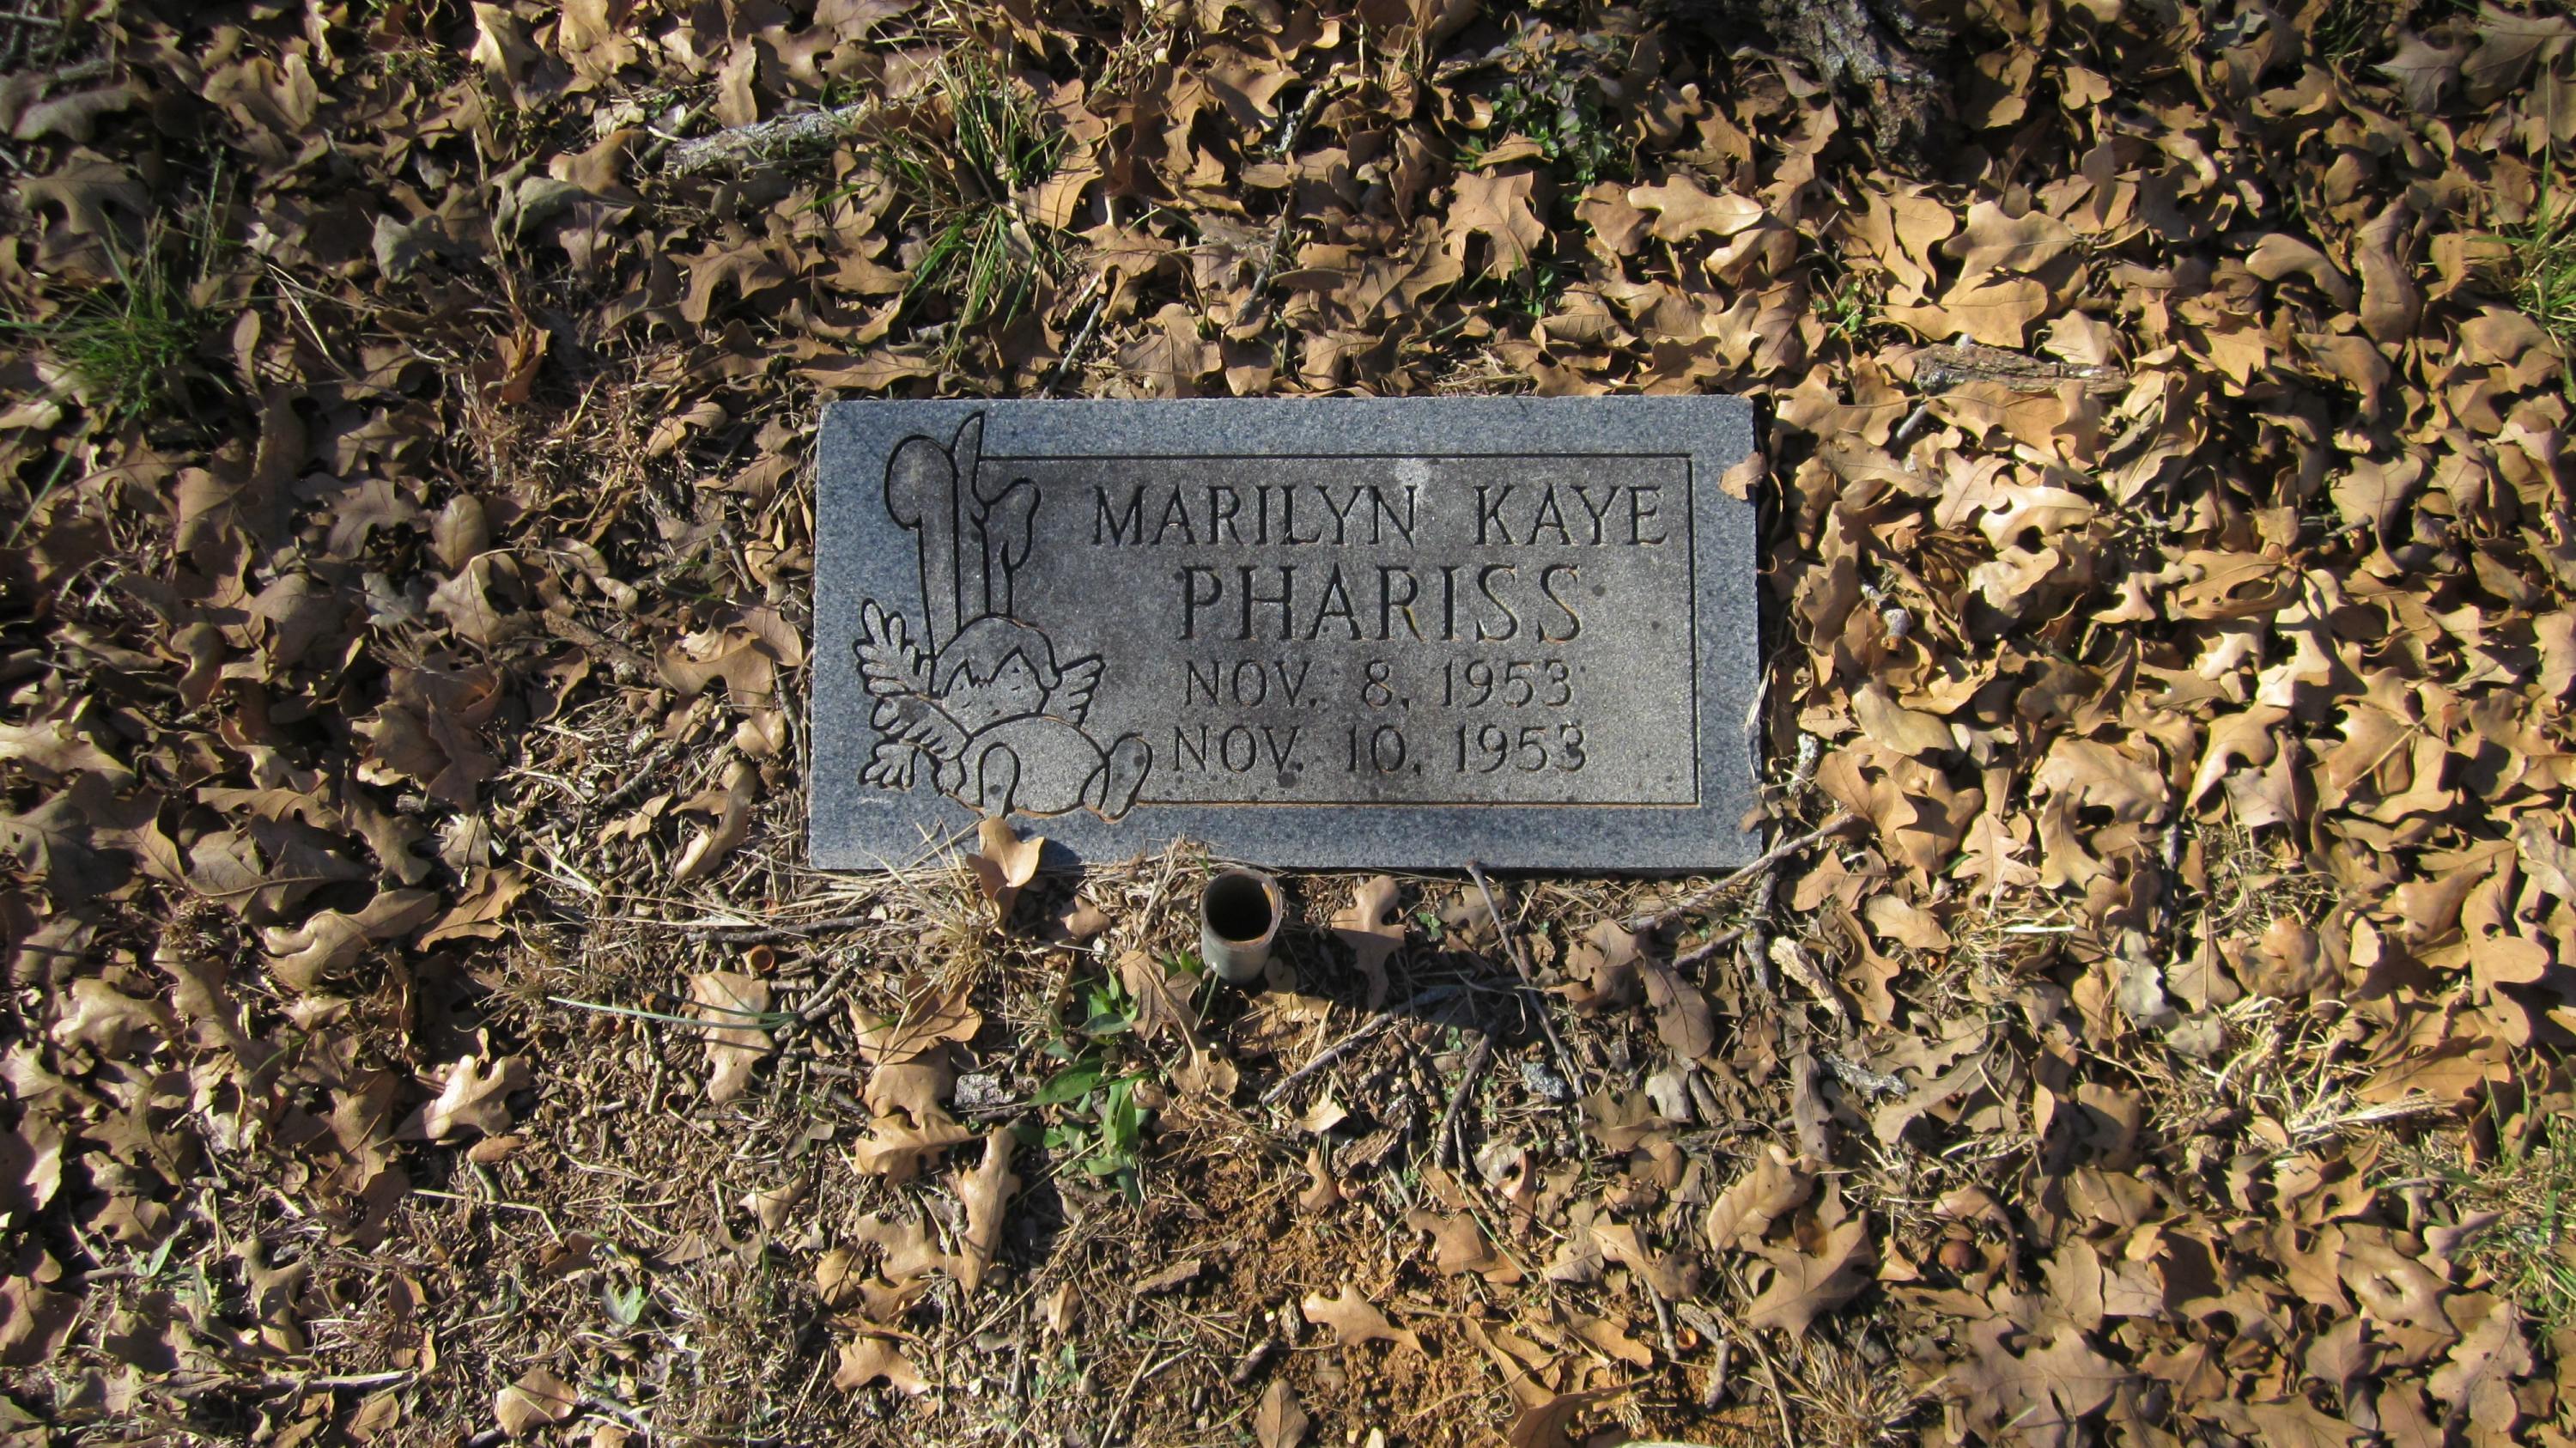 MARILYN KAYE
PHARISS
NOV. 8, 1953
NOV. 10, 1953